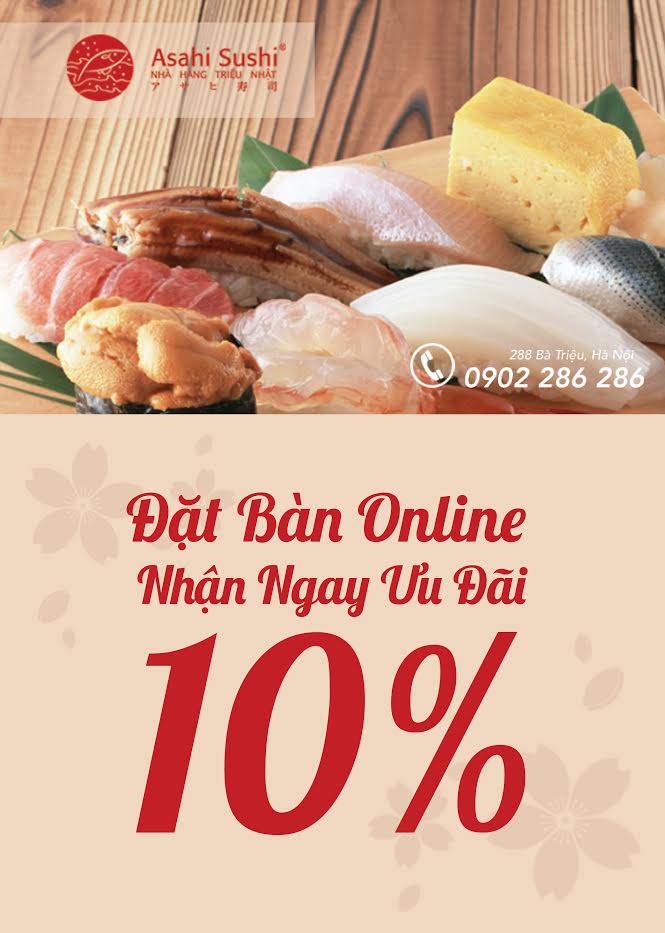 Asahi Sushi®
NHÀ HÀNG TRIỀU NHẬT
アサヒ寿司
288 Bà Triệu, Hà Nội
0902 286 286
Đặt Bàn Online
Nhận Ngay Ưu Đãi
10%